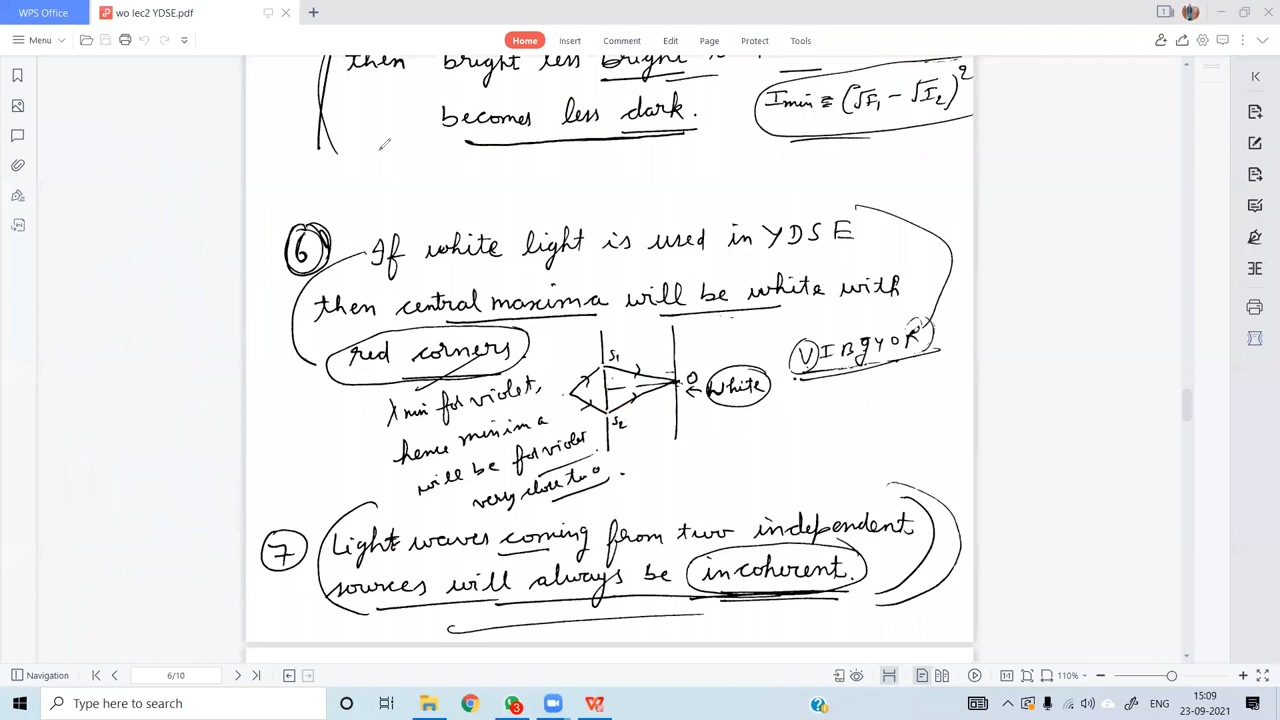 WPS Office
wo lec2 YDSE.pdf
Menu
Home Insert Comment Edit Page Protect Tools
then bright less bright
becomes less dark.
Imin = (√I1 - √I2)2
6 If white light is used in YDSE
then central maxima will be white with
red corners
VIBgYOR
S1
O
White
S2
λ min for violet,
hence minima
will be for violet
very close to o.
7 Light waves coming from two independent
sources will always be incoherent.
Navigation
6/10
110%
Type here to search
3
ENG
15:09
23-09-2021